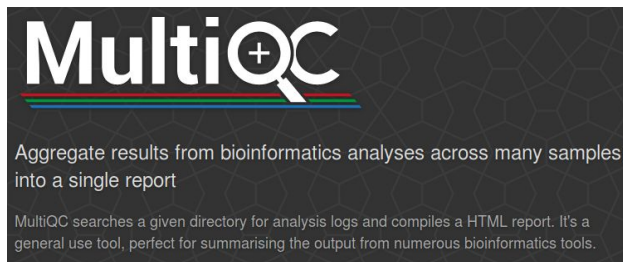 MultiQC
Aggregate results from bioinformatics analyses across many samples
into a single report
MultiQC searches a given directory for analysis logs and compiles a HTML report. It's a
general use tool, perfect for summarising the output from numerous bioinformatics tools.